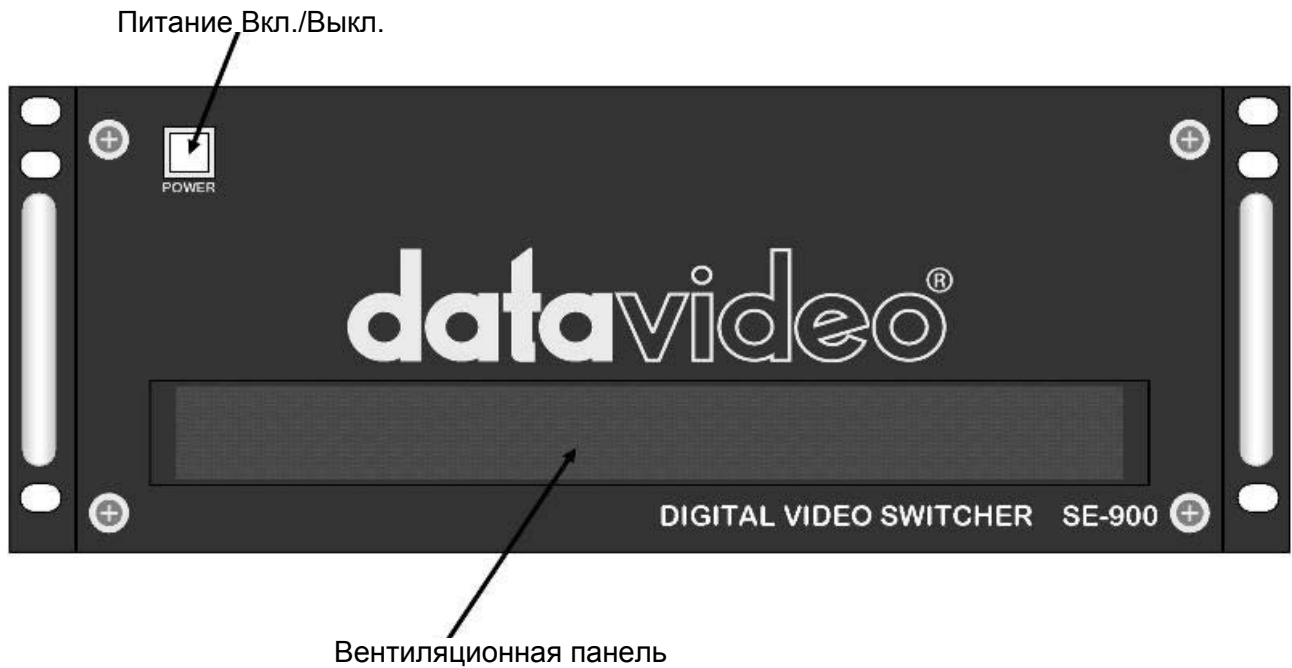 Питание Вкл./Выкл.
POWER
datavideo®
DIGITAL VIDEO SWITCHER SE-900
Вентиляционная панель